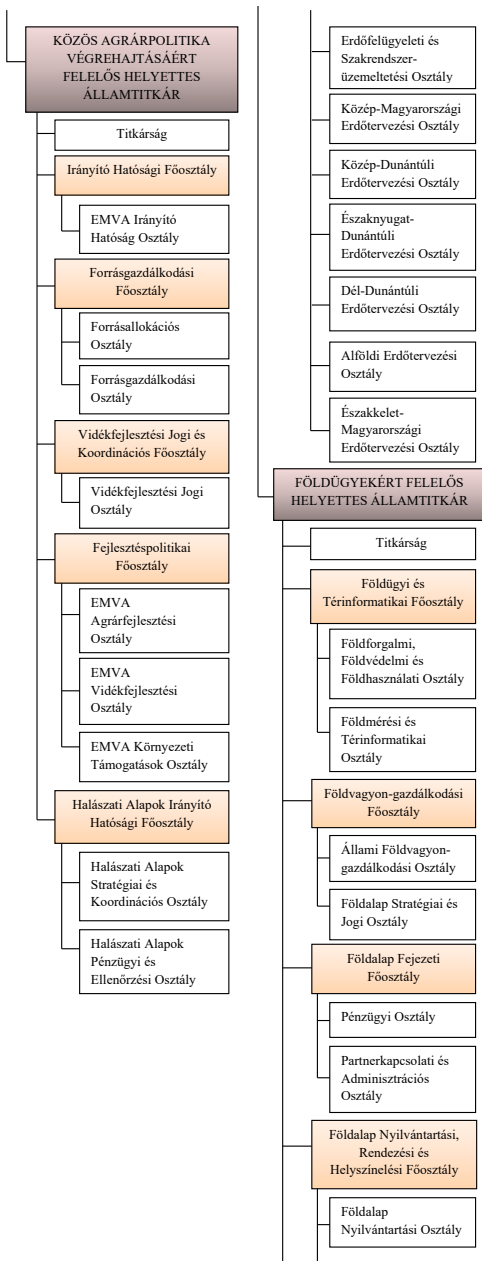 KÖZÖS AGRÁRPOLITIKA
VÉGREHAJTÁSÁÉRT
FELELŐS HELYETTES
ÁLLAMTITKÁR
Titkárság
Irányító Hatósági Főosztály
EMVA Irányító
Hatóság Osztály
Forrásgazdálkodási
Főosztály
Forrásallokációs
Osztály
Forrásgazdálkodási
Osztály
Vidékfejlesztési Jogi és
Koordinációs Főosztály
Vidékfejlesztési Jogi
Osztály
Fejlesztéspolitikai
Főosztály
EMVA
Agrárfejlesztési
Osztály
EMVA
Vidékfejlesztési
Osztály
EMVA Környezeti
Támogatások Osztály
Halászati Alapok Irányító
Hatósági Főosztály
Halászati Alapok
Stratégiai és
Koordinációs Osztály
Halászati Alapok
Pénzügyi és
Ellenőrzési Osztály
Erdőfelügyeleti és
Szakrendszer-
üzemeltetési Osztály
Közép-Magyarországi
Erdőtervezési Osztály
Közép-Dunántúli
Erdőtervezési Osztály
Északnyugat-
Dunántúli
Erdőtervezési Osztály
Dél-Dunántúli
Erdőtervezési Osztály
Alföldi Erdőtervezési
Osztály
Északkelet-
Magyarországi
Erdőtervezési Osztály
FÖLDÜGYEKÉRT FELELŐS
HELYETTES ÁLLAMTITKÁR
Titkárság
Földügyi és
Térinformatikai Főosztály
Földforgalmi,
Földvédelmi és
Földhasználati Osztály
Földmérési és
Térinformatikai
Osztály
Földvagyon-gazdálkodási
Főosztály
Állami Földvagyon-
gazdálkodási Osztály
Földalap Stratégiai és
Jogi Osztály
Földalap Fejezeti
Főosztály
Pénzügyi Osztály
Partnerkapcsolati és
Adminisztrációs
Osztály
Földalap Nyilvántartási,
Rendezési és
Helyszínelési Főosztály
Földalap
Nyilvántartási Osztály